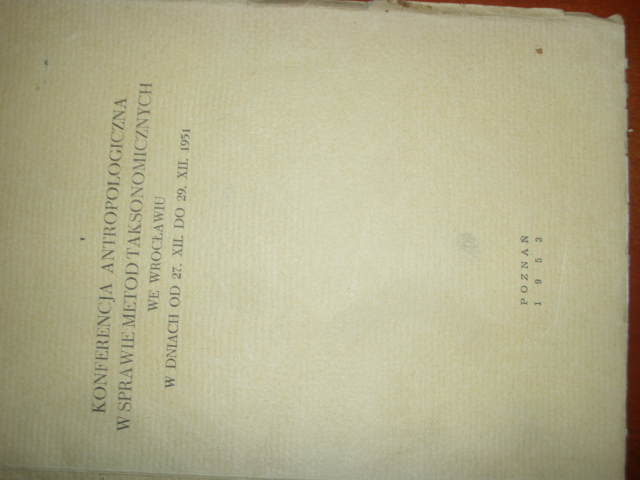 KONFERENCJA ANTROPOLOGICZNA
W SPRAWIE METOD TAKSONOMICZNYCH
WE WROCŁAWIU
W DNIACH OD 27. XII. DO 29. XII. 1951
POZNAŃ
1953